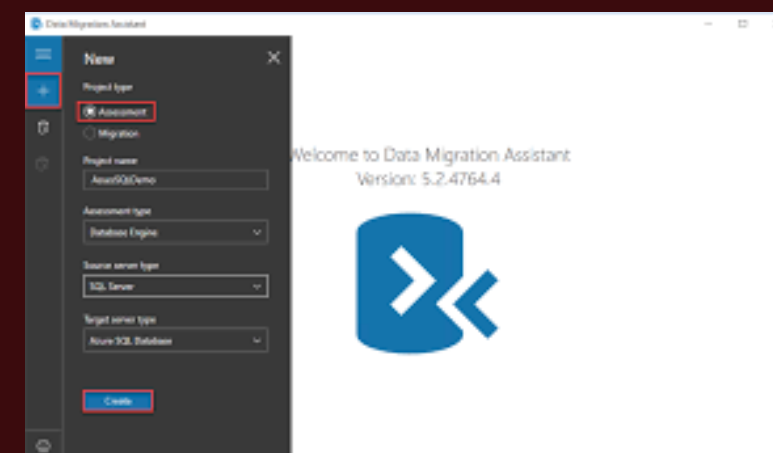 Data Migration Assistant
New
Project type
Assessment
Migration
Project name
AssesSQLDemo
Assessment type
Database Engine
Source server type
SQL Server
Target server type
Azure SQL Database
Create
Welcome to Data Migration Assistant
Version: 5.2.4764.4